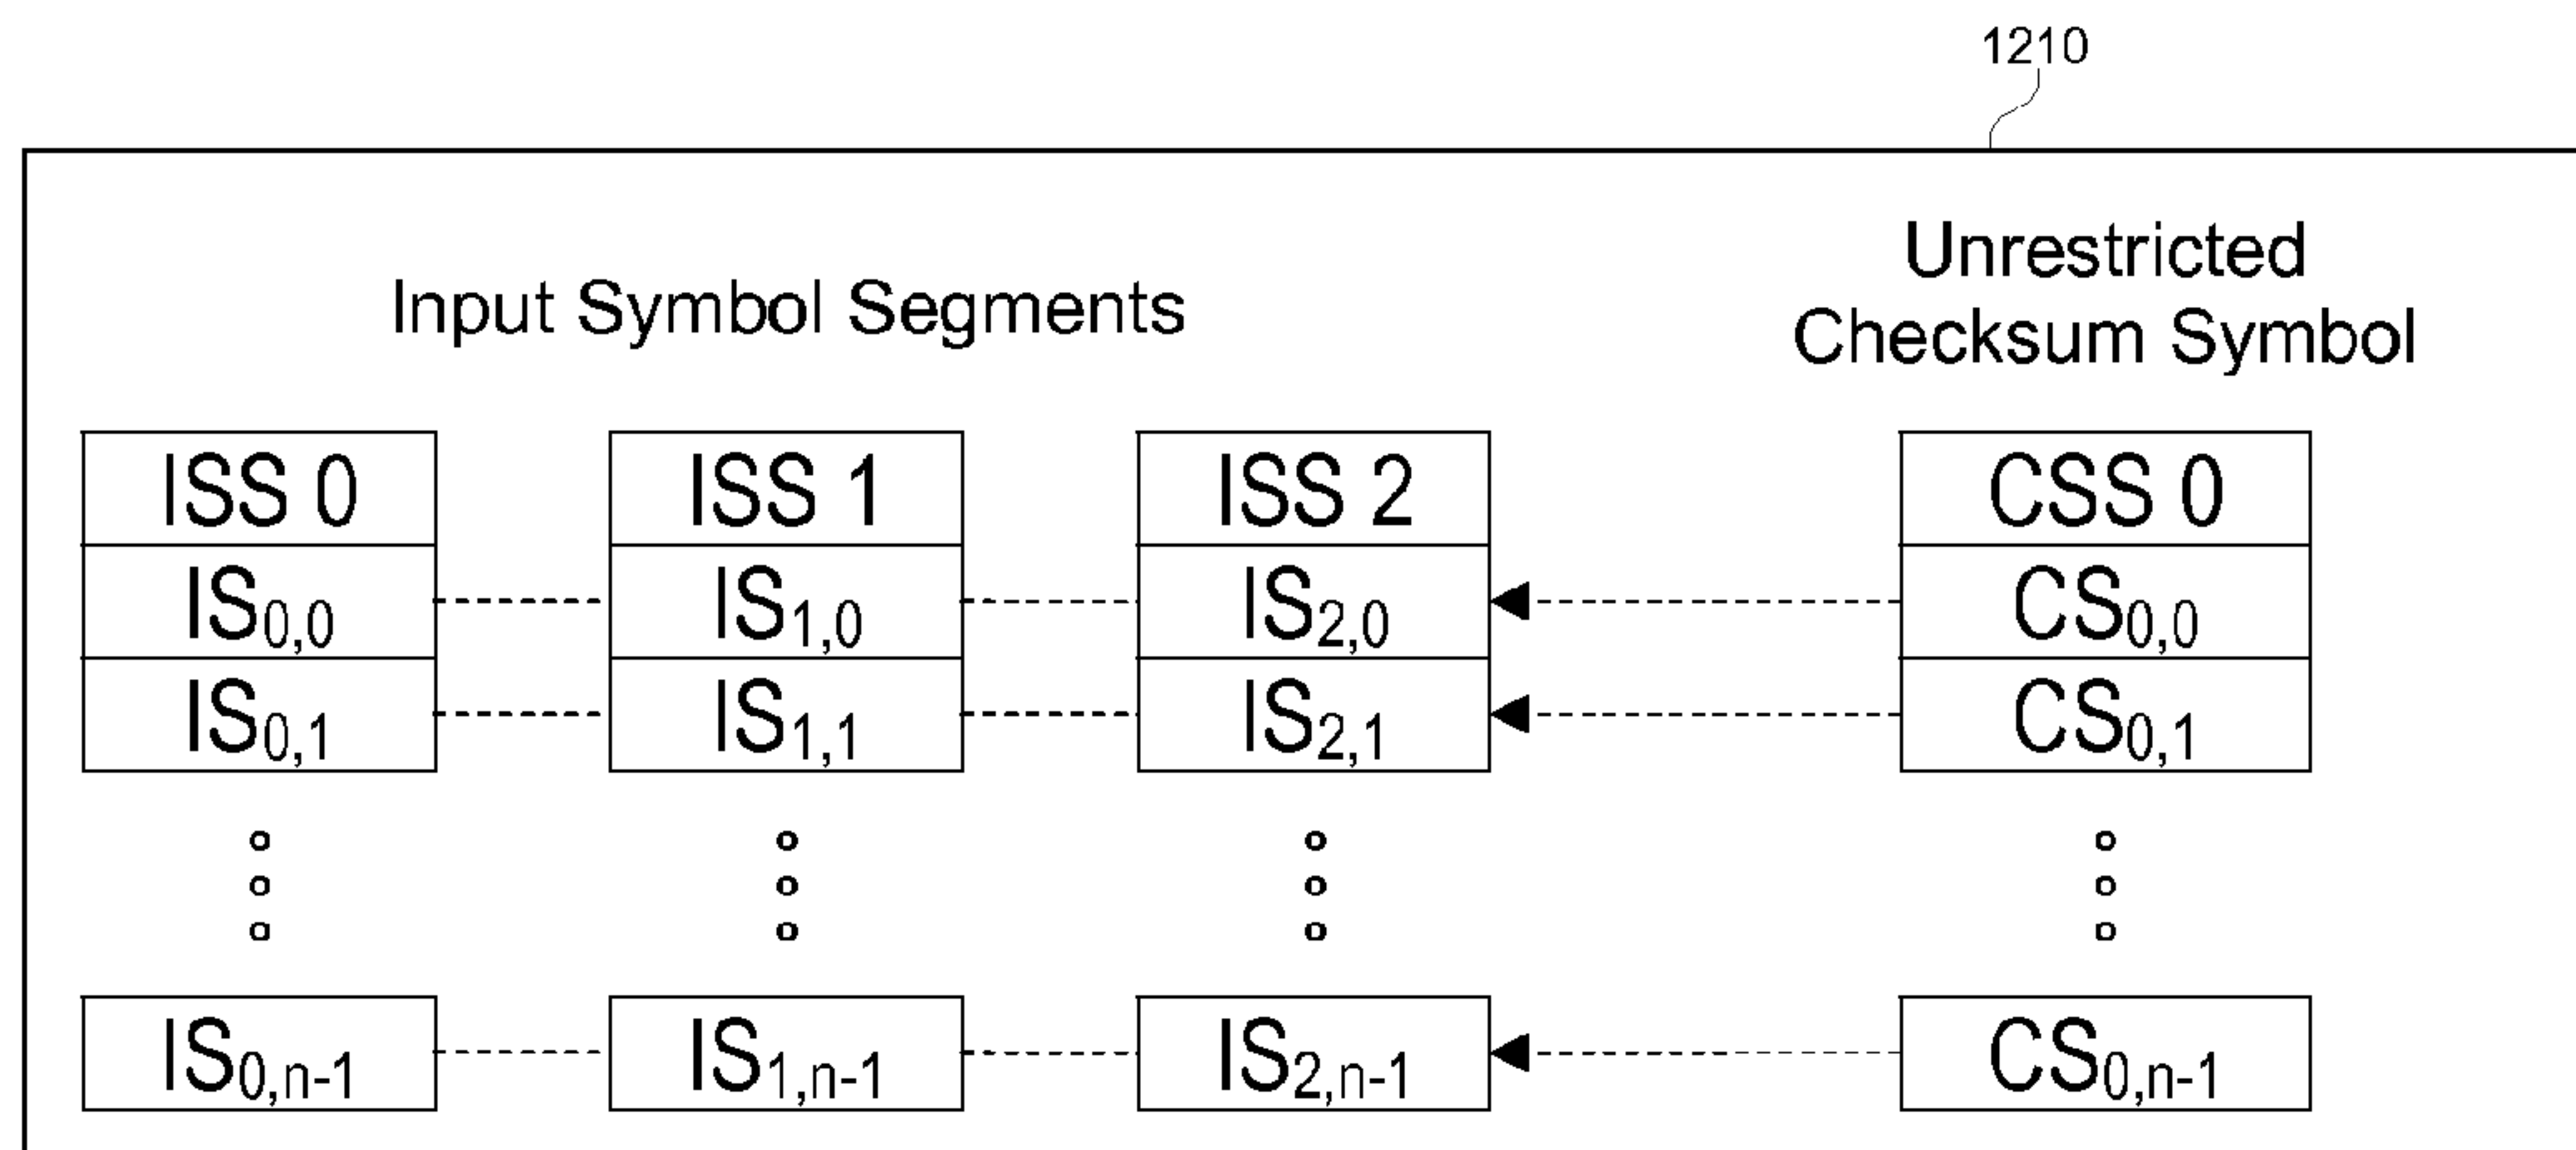 1210
Input Symbol Segments
Unrestricted
Checksum Symbol
ISS 0 ISS 1 ISS 2 CSS 0
IS0,0 IS1,0 IS2,0 CS0,0
IS0,1 IS1,1 IS2,1 CS0,1
IS0,n-1 IS1,n-1 IS2,n-1 CS0,n-1